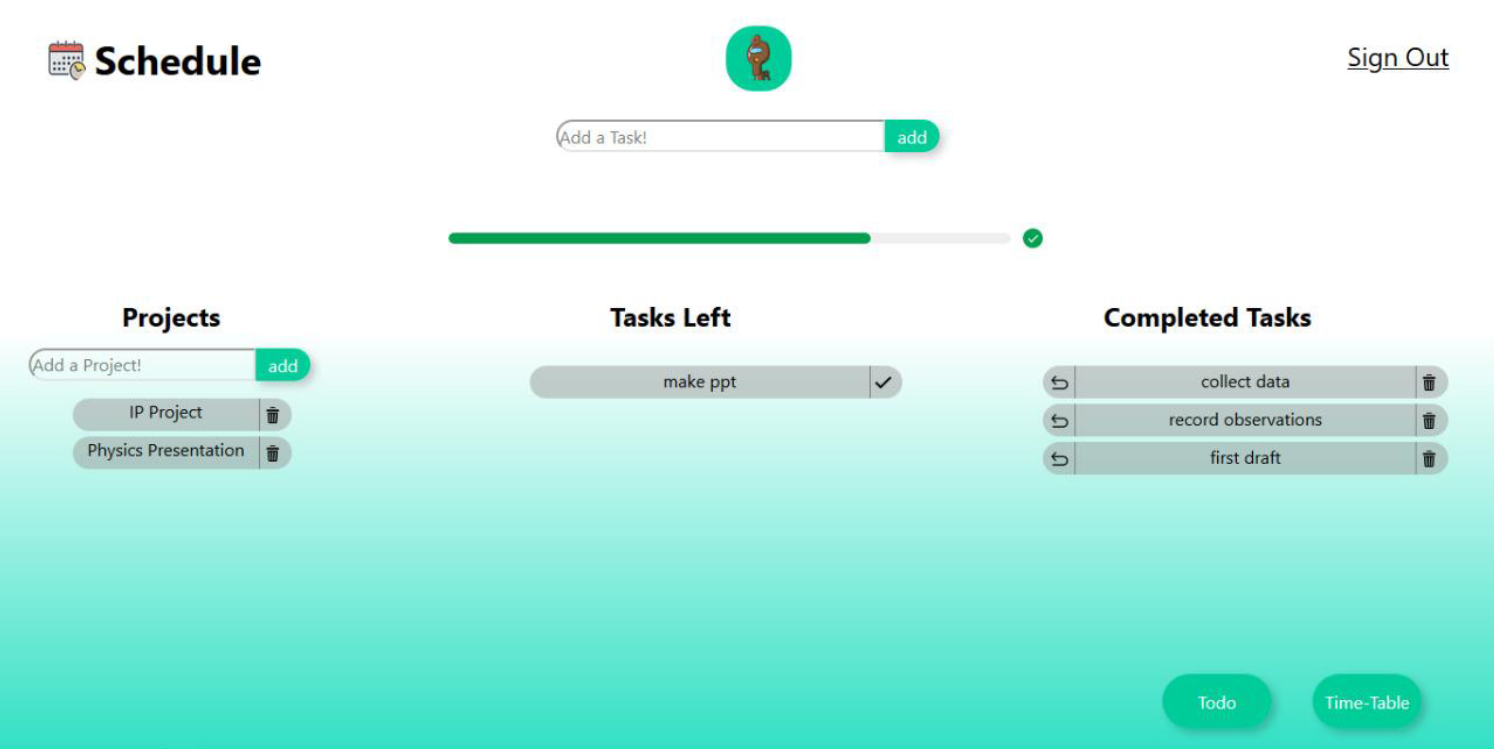 Schedule
Sign Out
Add a Task!
add
Projects
Tasks Left
Completed Tasks
Add a Project!
add
IP Project
Physics Presentation
make ppt
collect data
record observations
first draft
Todo
Time-Table